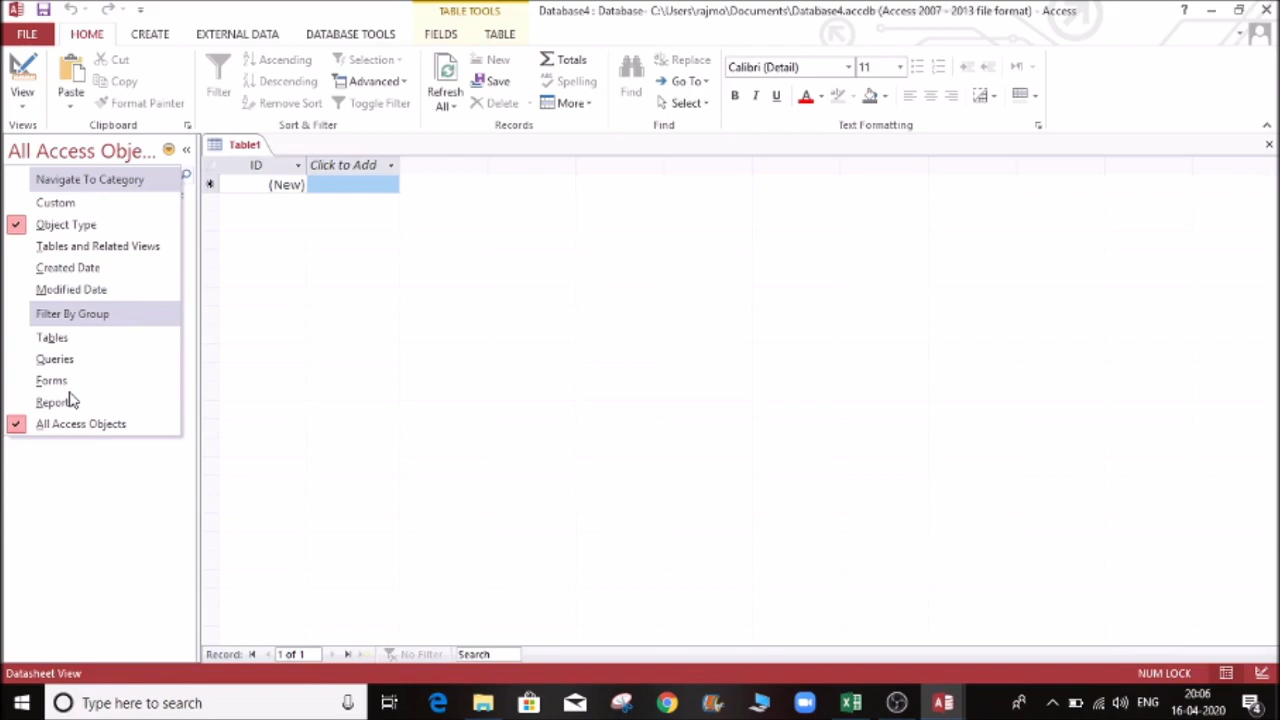 TABLE TOOLS
Database4 : Database- C:\Users\rajmo\Documents\Database4.accdb (Access 2007 - 2013 file format) - Access
?
FILE HOME CREATE EXTERNAL DATA DATABASE TOOLS FIELDS TABLE
View
Views
Paste
Cut
Copy
Format Painter
Clipboard
Filter
Ascending
Descending
Remove Sort
Selection
Advanced
Toggle Filter
Sort & Filter
Refresh
All
New
Save
Delete
Totals
Spelling
More
Records
Find
Replace
Go To
Select
Find
Calibri (Detail) 11
B I U A
Text Formatting
All Access Obje... «
Navigate To Category
Custom
Object Type
Tables and Related Views
Created Date
Modified Date
Filter By Group
Tables
Queries
Forms
Report
All Access Objects
Table1
ID Click to Add
* (New)
Record: 1 of 1 No Filter Search
Datasheet View NUM LOCK
Type here to search
ENG
20:06
16-04-2020
4